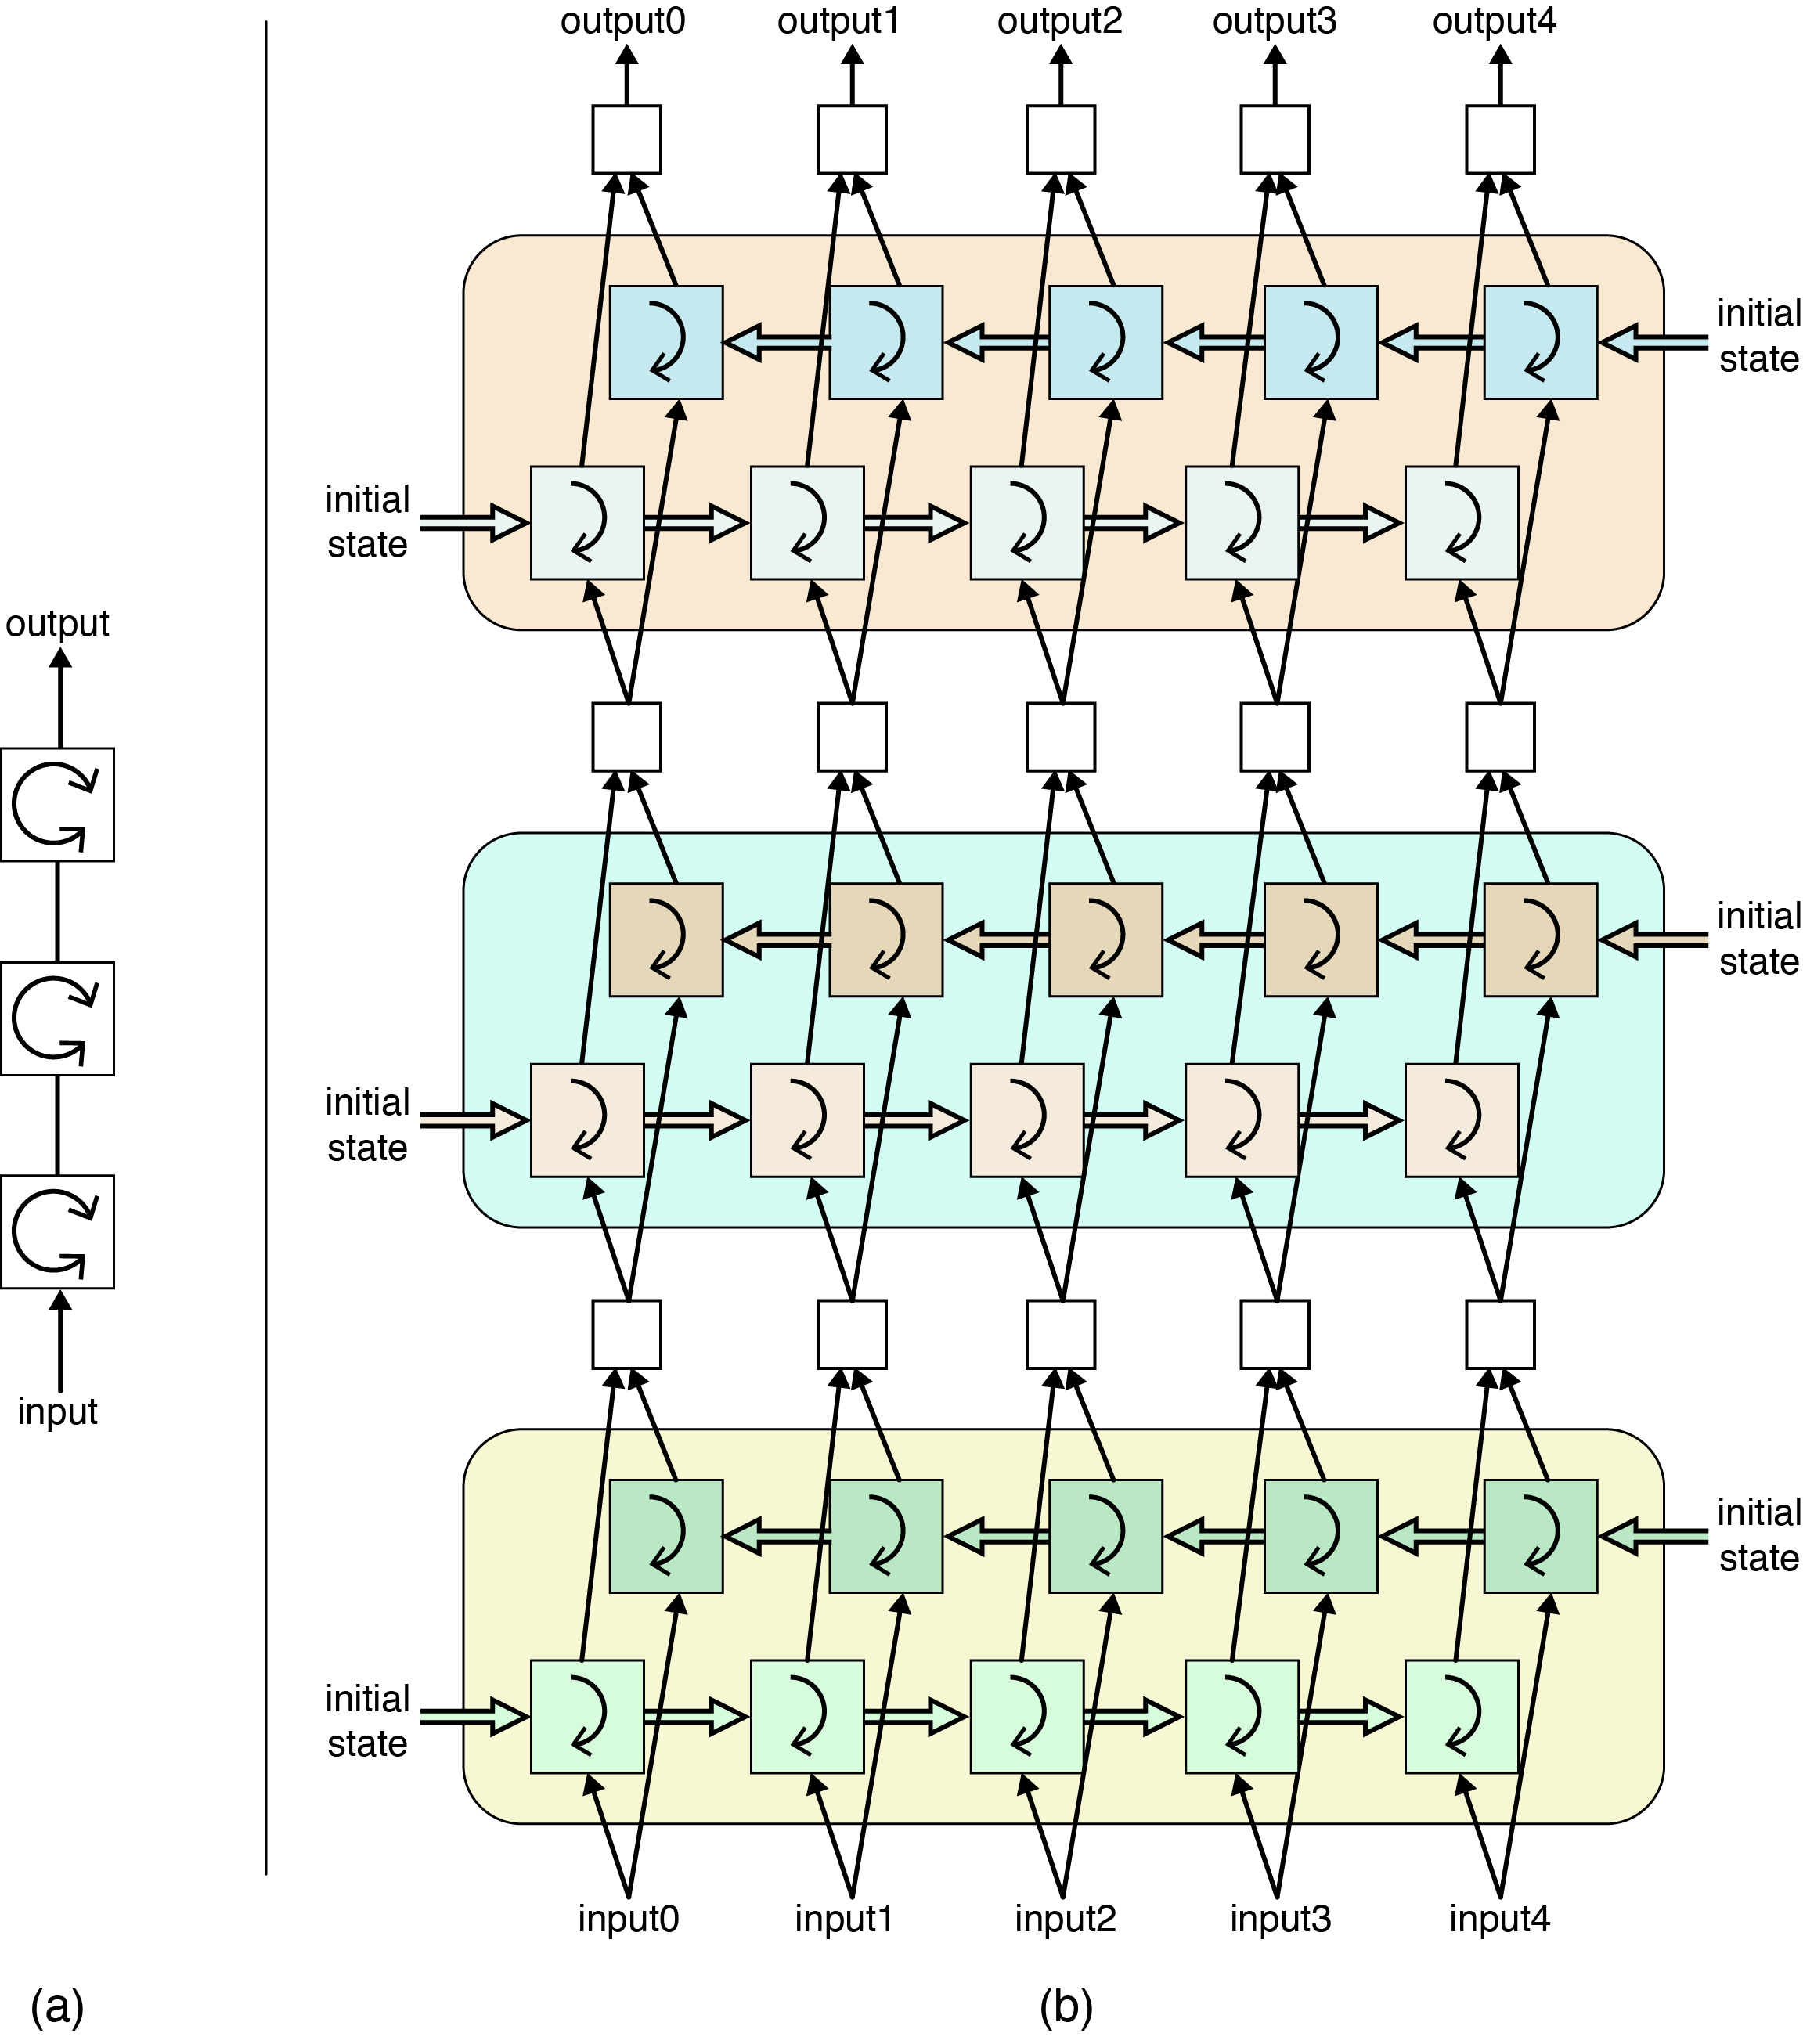 output
input
(a)
output0
output1
output2
output3
output4
initial
state
initial
state
initial
state
initial
state
initial
state
initial
state
input0
input1
input2
input3
input4
(b)